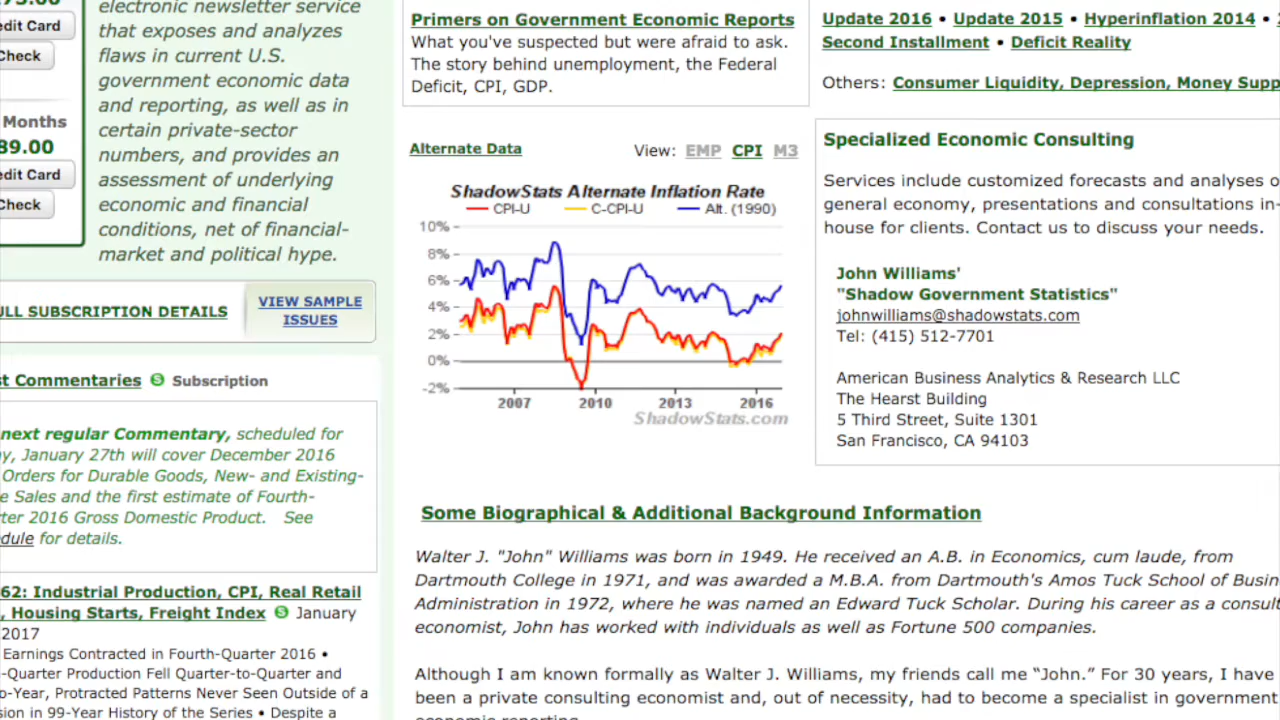 electronic newsletter service
that exposes and analyzes
flaws in current U.S.
government economic data
and reporting, as well as in
certain private-sector
numbers, and provides an
assessment of underlying
economic and financial
conditions, net of financial-
market and political hype.
edit Card
Check
Months
89.00
edit Card
Check
ULL SUBSCRIPTION DETAILS
VIEW SAMPLE
ISSUES
st Commentaries S Subscription
next regular Commentary, scheduled for
y, January 27th will cover December 2016
Orders for Durable Goods, New- and Existing-
e Sales and the first estimate of Fourth-
rter 2016 Gross Domestic Product. See
dule for details.
62: Industrial Production, CPI, Real Retail
, Housing Starts, Freight Index S January
2017
Earnings Contracted in Fourth-Quarter 2016 •
-Quarter Production Fell Quarter-to-Quarter and
o-Year, Protracted Patterns Never Seen Outside of a
sion in 99-Year History of the Series • Despite a
Primers on Government Economic Reports
What you've suspected but were afraid to ask.
The story behind unemployment, the Federal
Deficit, CPI, GDP.
Alternate Data View: EMP CPI M3
ShadowStats Alternate Inflation Rate
CPI-U C-CPI-U Alt. (1990)
10%
8%
6%
4%
2%
0%
-2%
2007 2010 2013 2016
ShadowStats.com
Update 2016 • Update 2015 • Hyperinflation 2014 •
Second Installment • Deficit Reality
Others: Consumer Liquidity, Depression, Money Supp
Specialized Economic Consulting
Services include customized forecasts and analyses o
general economy, presentations and consultations in-
house for clients. Contact us to discuss your needs.
John Williams'
"Shadow Government Statistics"
johnwilliams@shadowstats.com
Tel: (415) 512-7701
American Business Analytics & Research LLC
The Hearst Building
5 Third Street, Suite 1301
San Francisco, CA 94103
Some Biographical & Additional Background Information
Walter J. "John" Williams was born in 1949. He received an A.B. in Economics, cum laude, from
Dartmouth College in 1971, and was awarded a M.B.A. from Dartmouth's Amos Tuck School of Busin
Administration in 1972, where he was named an Edward Tuck Scholar. During his career as a consult
economist, John has worked with individuals as well as Fortune 500 companies.
Although I am known formally as Walter J. Williams, my friends call me “John.” For 30 years, I have
been a private consulting economist and, out of necessity, had to become a specialist in government
economic reporting.